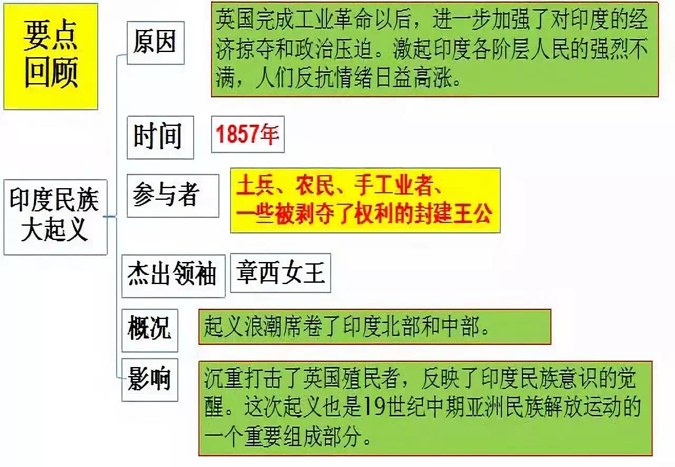 要点
回顾
原因
英国完成工业革命以后，进一步加强了对印度的经
济掠夺和政治压迫。激起印度各阶层人民的强烈不
满，人们反抗情绪日益高涨。
时间
1857年
印度民族
大起义
参与者
土兵、农民、手工业者、
一些被剥夺了权利的封建王公
杰出领袖
章西女王
概况
起义浪潮席卷了印度北部和中部。
影响
沉重打击了英国殖民者，反映了印度民族意识的觉
醒。这次起义也是19世纪中期亚洲民族解放运动的
一个重要组成部分。